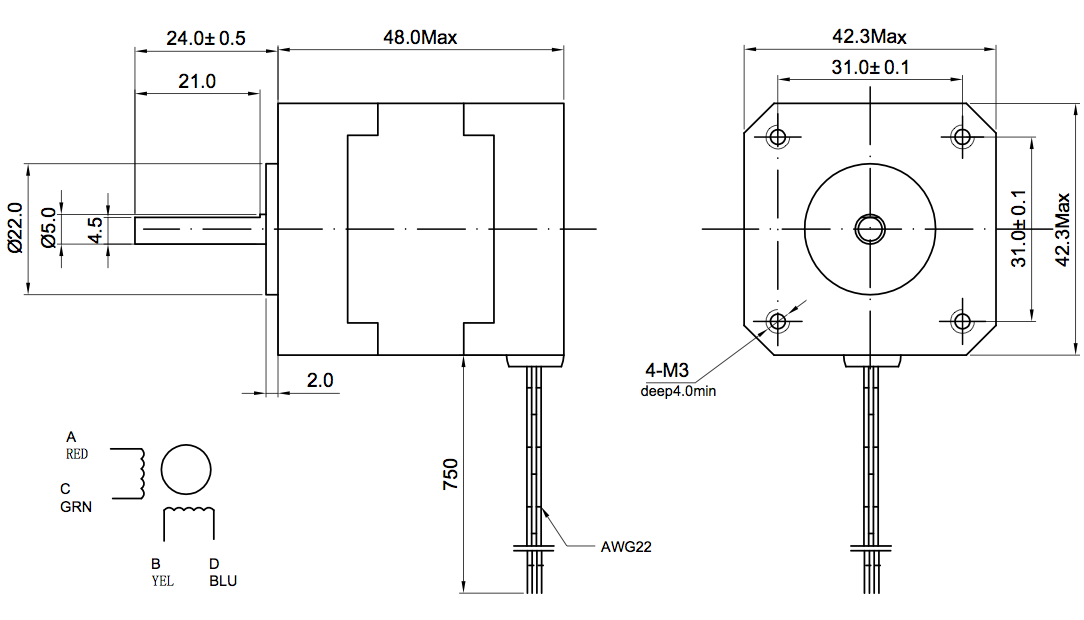 24.0± 0.5
48.0Max
21.0
Ø22.0
Ø5.0
4.5
2.0
750
AWG22
42.3Max
31.0± 0.1
31.0± 0.1
42.3Max
4-M3
deep4.0min
A
RED
C
GRN
B
YEL
D
BLU